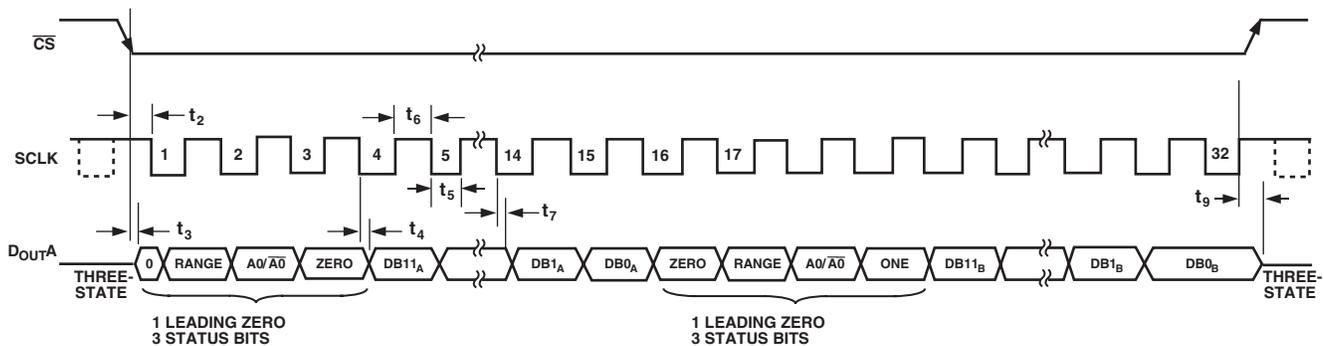 CS
t2
t6
SCLK
1 2 3 4 5 14 15 16 17 32
t5
t7
t9
t3
t4
DOUTA
0 RANGE A0/A0 ZERO DB11A DB1A DB0A ZERO RANGE A0/A0 ONE DB11B DB1B DB0B
THREE-
STATE
THREE-
STATE
1 LEADING ZERO
3 STATUS BITS
1 LEADING ZERO
3 STATUS BITS